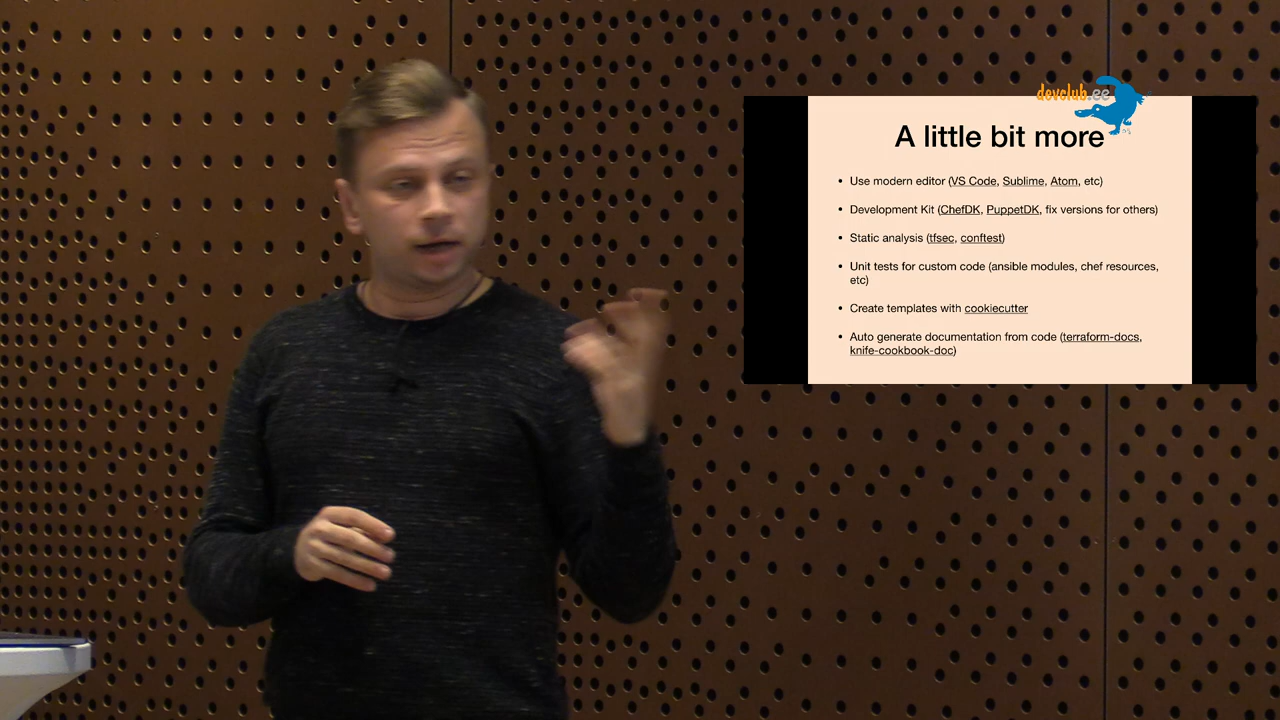 devclub.ee
A little bit more
• Use modern editor (VS Code, Sublime, Atom, etc)
• Development Kit (ChefDK, PuppetDK, fix versions for others)
• Static analysis (tfsec, conftest)
• Unit tests for custom code (ansible modules, chef resources,
etc)
• Create templates with cookiecutter
• Auto generate documentation from code (terraform-docs,
knife-cookbook-doc)